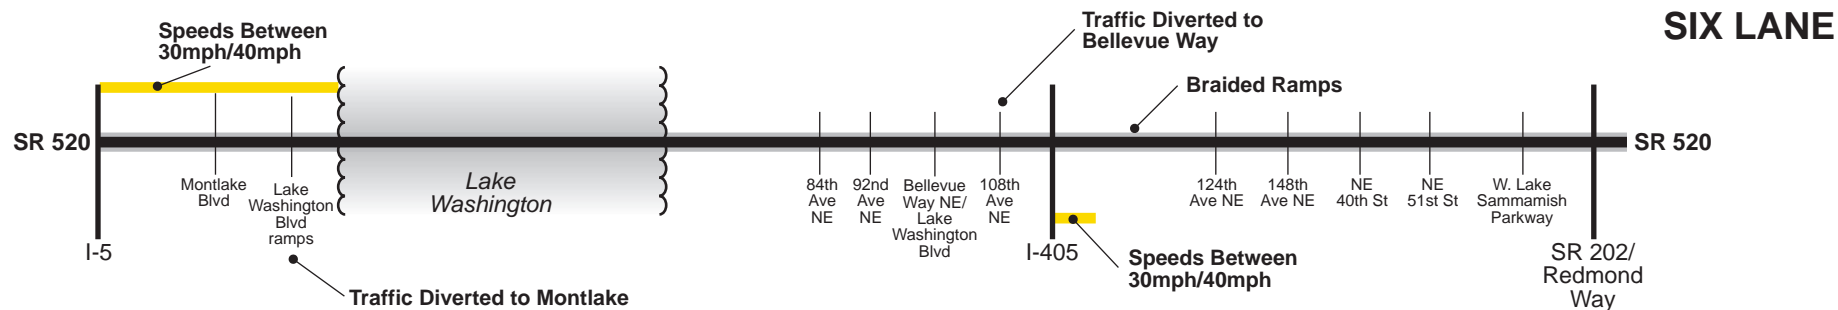 SIX LANE
Speeds Between
30mph/40mph
Traffic Diverted to
Bellevue Way
Braided Ramps
SR 520
SR 520
Montlake
Blvd
Lake
Washington
Blvd
ramps
Lake
Washington
84th
Ave
NE
92nd
Ave
NE
Bellevue
Way NE/
Lake
Washington
Blvd
108th
Ave
NE
124th
Ave NE
148th
Ave NE
NE
40th St
NE
51st St
W. Lake
Sammamish
Parkway
I-5
I-405
SR 202/
Redmond
Way
Speeds Between
30mph/40mph
Traffic Diverted to Montlake